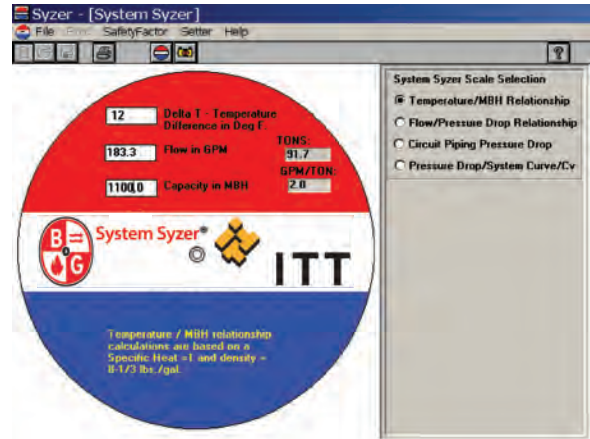 Syzer - [System Syzer]
File Print SafetyFactor Setter Help
?
12 Delta T - Temperature
Difference in Deg F.
183.3 Flow in GPM
TONS:
91.7
1100.0 Capacity in MBH
GPM/TON:
2.0
B = G
System Syzer®
ITT
Temperature / MBH relationship
calculations are based on a
Specific Heat =1 and density =
8-1/3 lbs./gal.
System Syzer Scale Selection
Temperature/MBH Relationship
Flow/Pressure Drop Relationship
Circuit Piping Pressure Drop
Pressure Drop/System Curve/Cv